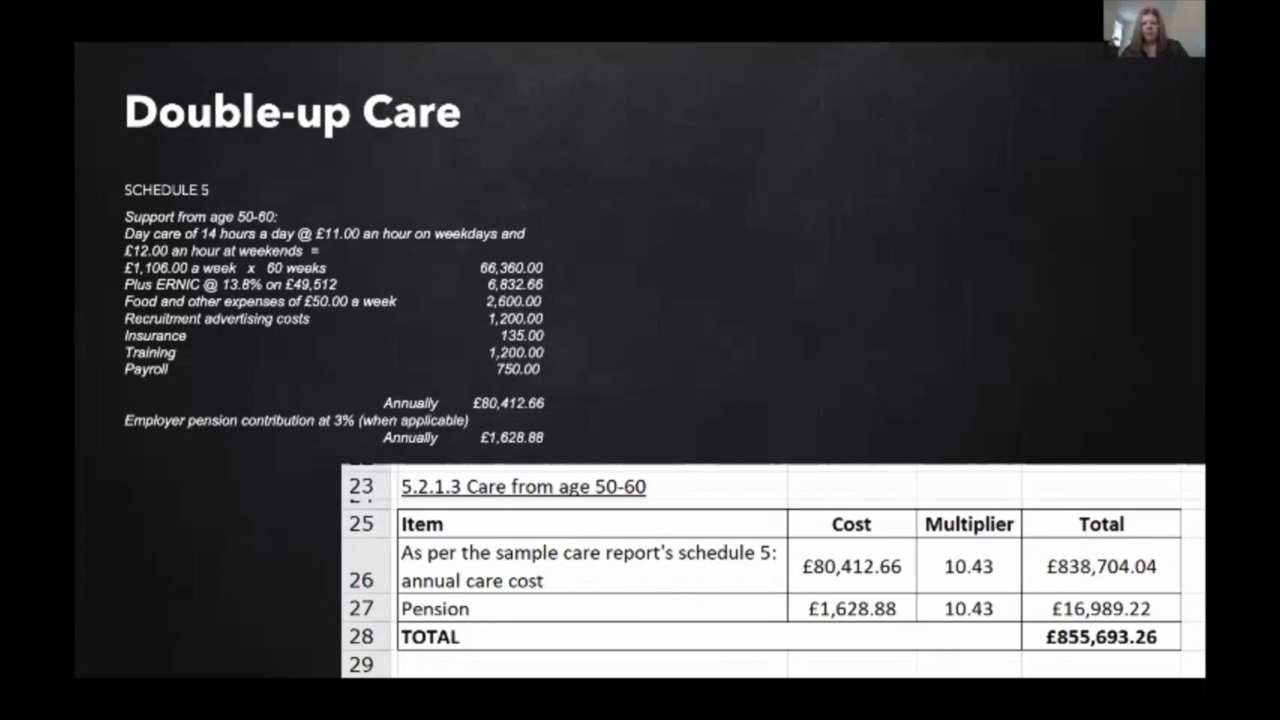 Double-up Care
SCHEDULE 5
Support from age 50-60:
Day care of 14 hours a day @ £11.00 an hour on weekdays and
£12.00 an hour at weekends =
£1,106.00 a week x 60 weeks 66,360.00
Plus ERNIC @ 13.8% on £49,512 6,832.66
Food and other expenses of £50.00 a week 2,600.00
Recruitment advertising costs 1,200.00
Insurance 135.00
Training 1,200.00
Payroll 750.00
Annually £80,412.66
Employer pension contribution at 3% (when applicable)
Annually £1,628.88
23 5.2.1.3 Care from age 50-60
25 Item Cost Multiplier Total
As per the sample care report's schedule 5:
26 annual care cost £80,412.66 10.43 £838,704.04
27 Pension £1,628.88 10.43 £16,989.22
28 TOTAL £855,693.26
29